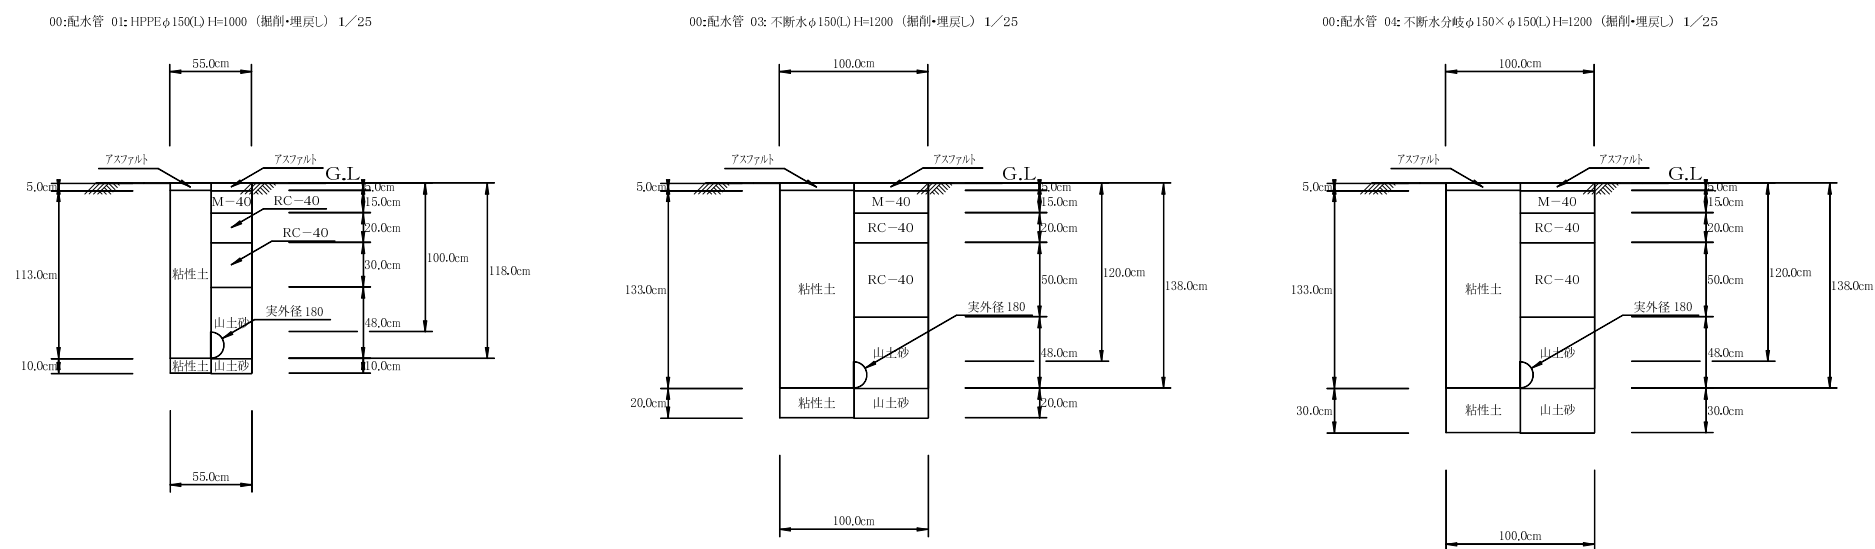 00:配水管 01: HPPEφ150(L) H=1000 (掘削・埋戻し) 1／25
55.0cm
アスファルト
アスファルト
G.L
5.0cm
5.0cm
M－40
RC－40
15.0cm
20.0cm
RC－40
30.0cm
100.0cm
118.0cm
113.0cm
粘性土
実外径 180
山土砂
48.0cm
10.0cm
粘性土
山土砂
10.0cm
55.0cm
00:配水管 03: 不断水φ150(L) H=1200 (掘削・埋戻し) 1／25
100.0cm
アスファルト
アスファルト
G.L
5.0cm
5.0cm
M－40
15.0cm
RC－40
20.0cm
RC－40
50.0cm
120.0cm
138.0cm
133.0cm
粘性土
実外径 180
山土砂
48.0cm
20.0cm
粘性土
山土砂
20.0cm
100.0cm
00:配水管 04: 不断水分岐φ150×φ150(L) H=1200 (掘削・埋戻し) 1／25
100.0cm
アスファルト
アスファルト
G.L
5.0cm
5.0cm
M－40
15.0cm
RC－40
20.0cm
RC－40
50.0cm
120.0cm
138.0cm
133.0cm
粘性土
実外径 180
山土砂
48.0cm
30.0cm
粘性土
山土砂
30.0cm
100.0cm